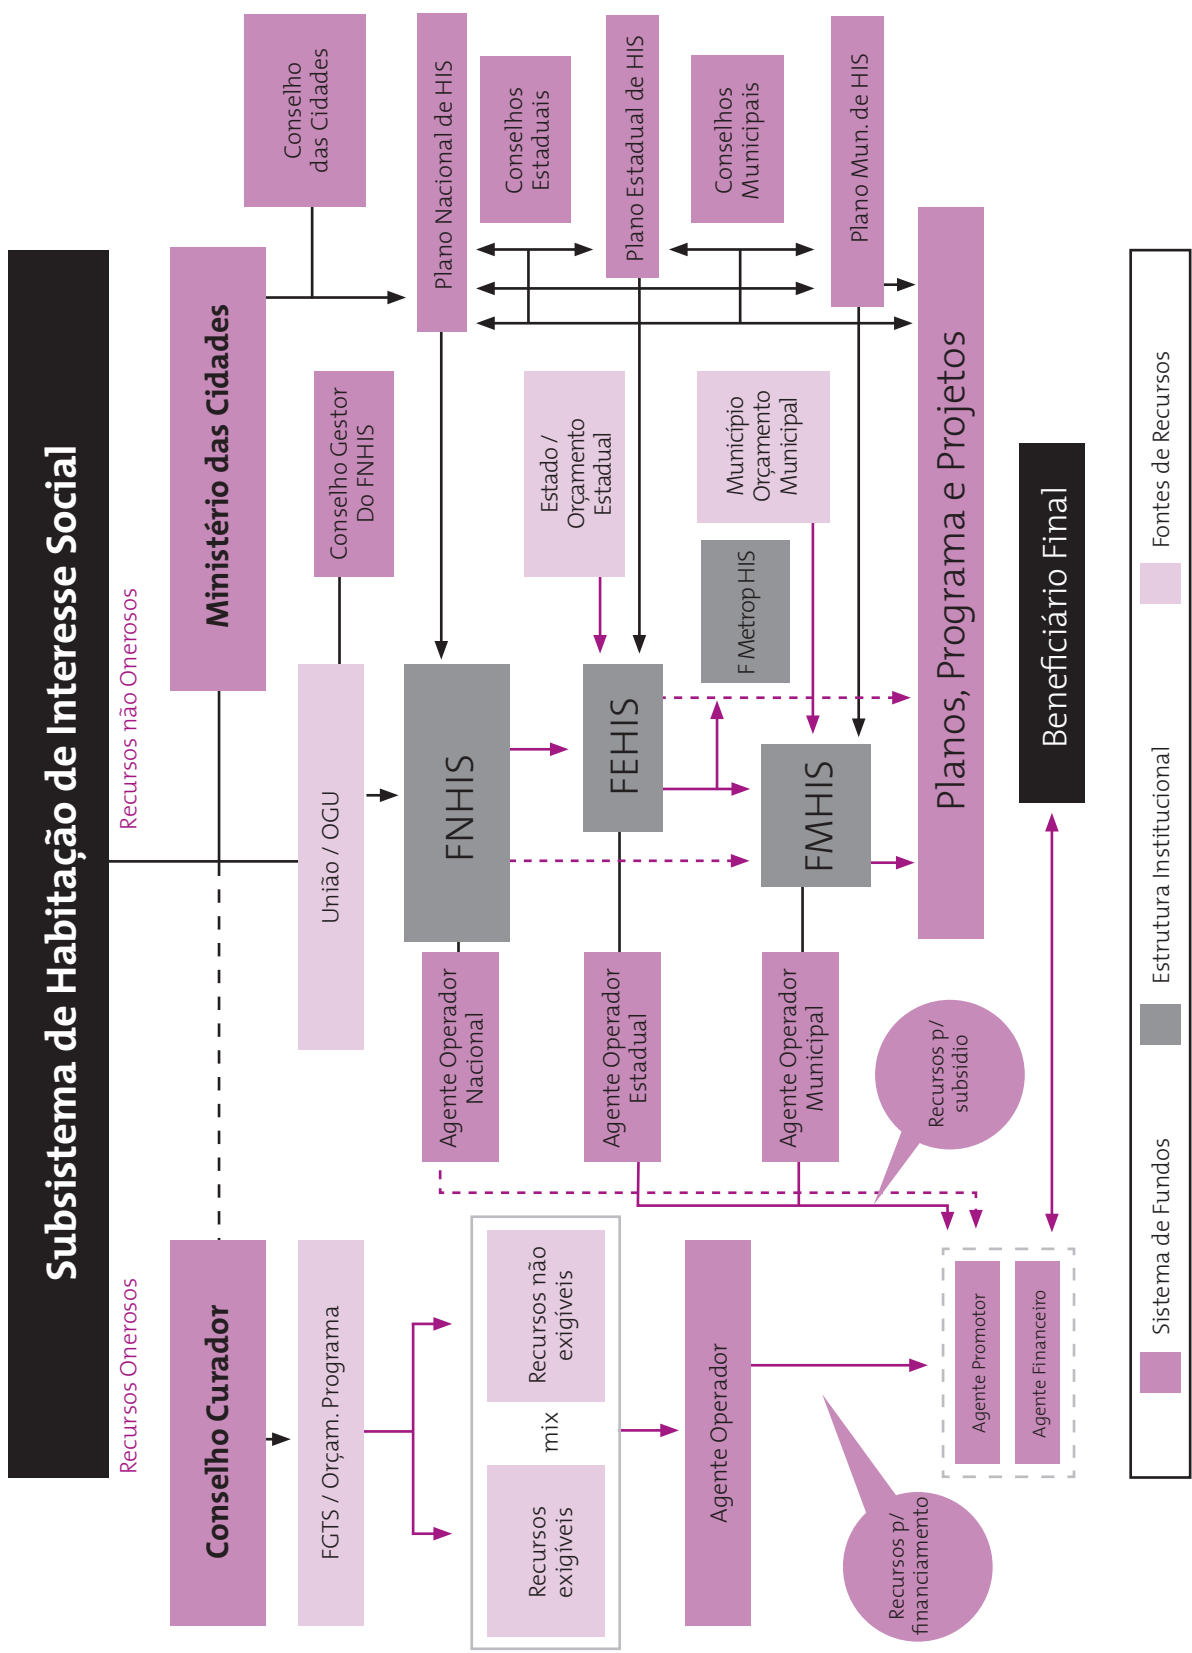 Subsistema de Habitação de Interesse Social
Recursos Onerosos
Recursos não Onerosos
Conselho Curador
Ministério das Cidades
Conselho
das Cidades
FGTS / Orçam. Programa
União / OGU
Conselho Gestor
Do FNHIS
Recursos
exigíveis
mix
Recursos não
exigíveis
Agente Operador
Nacional
FNHIS
Plano Nacional de HIS
Estado /
Orçamento
Estadual
Conselhos
Estaduais
Agente Operador
Estadual
FEHIS
Plano Estadual de HIS
Agente Operador
F Metrop HIS
Município
Orçamento
Municipal
Conselhos
Municipais
Agente Operador
Municipal
FMHIS
Plano Mun. de HIS
Recursos p/
financiamento
Recursos p/
subsidio
Planos, Programa e Projetos
Agente Promotor
Agente Financeiro
Beneficiário Final
Sistema de Fundos
Estrutura Institucional
Fontes de Recursos